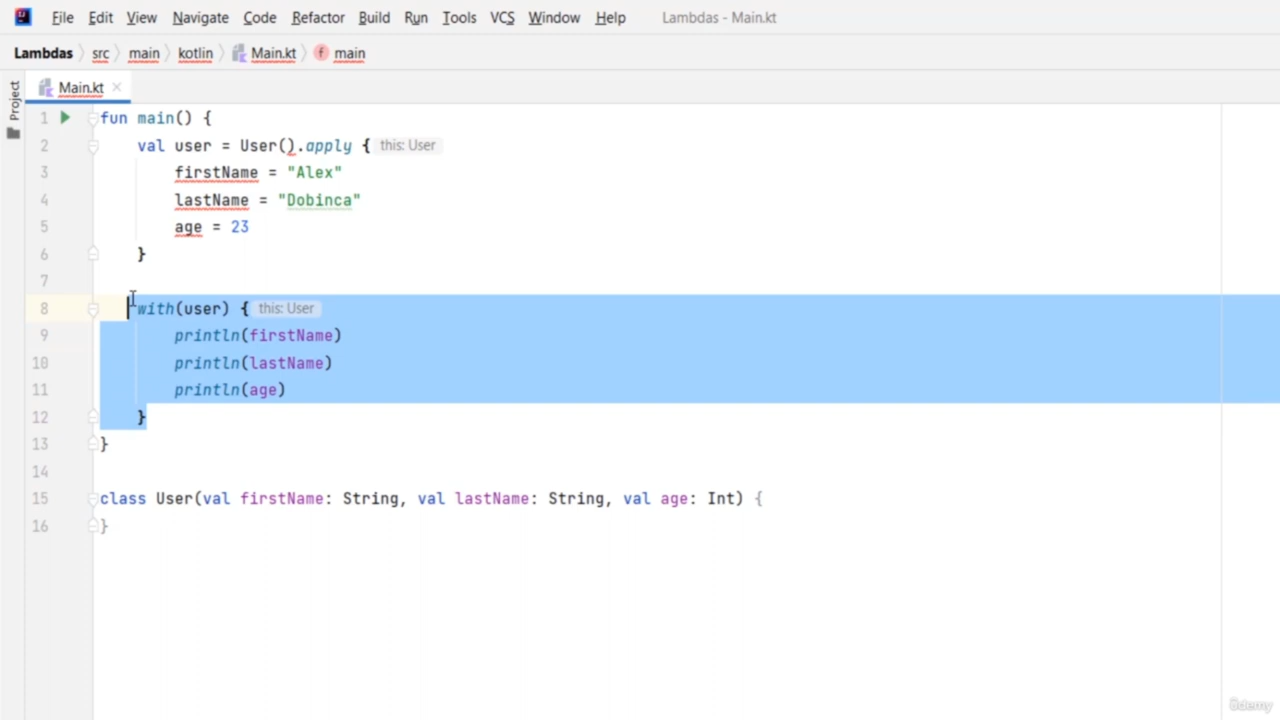 File Edit View Navigate Code Refactor Build Run Tools VCS Window Help Lambdas - Main.kt
Lambdas src main kotlin Main.kt f main
Project
Main.kt
1 fun main() {
2 val user = User().apply { this: User
3 firstName = "Alex"
4 lastName = "Dobinca"
5 age = 23
6 }
7
8 with(user) { this: User
9 println(firstName)
10 println(lastName)
11 println(age)
12 }
13 }
14
15 class User(val firstName: String, val lastName: String, val age: Int) {
16 }
ûdemy